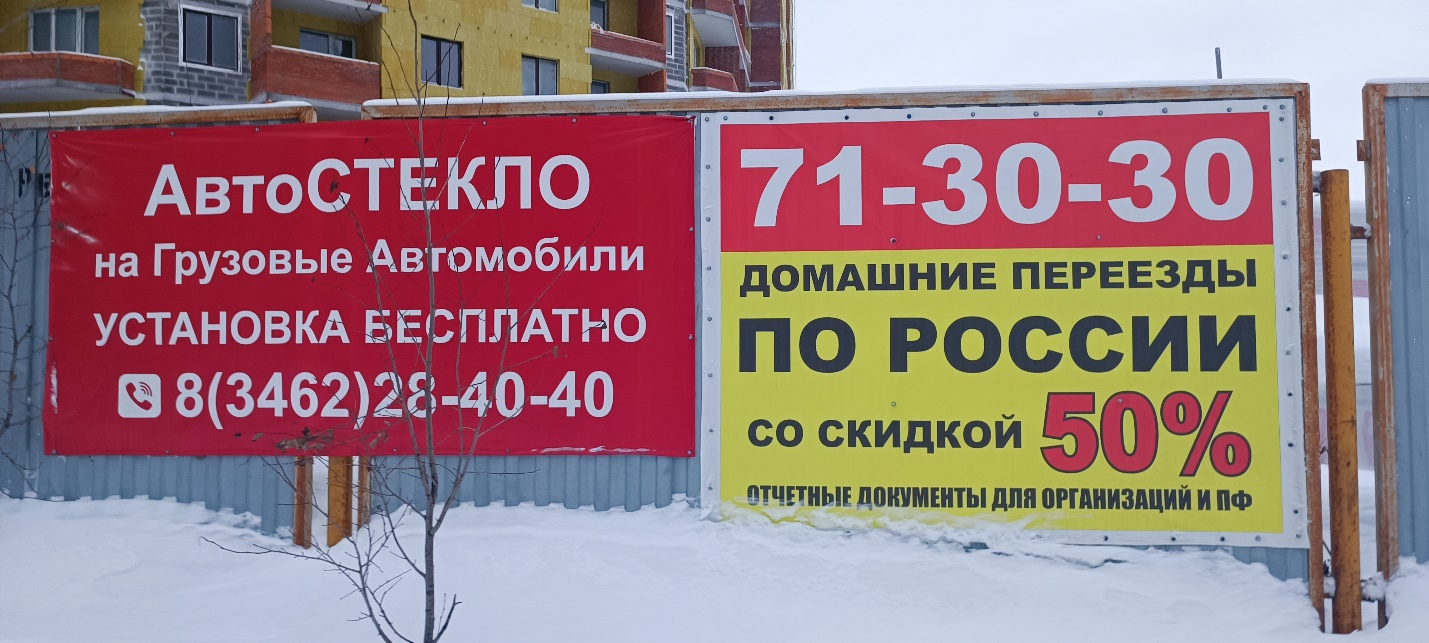 АвтоСТЕКЛО
на Грузовые Автомобили
УСТАНОВКА БЕСПЛАТНО
8(3462)28-40-40
71-30-30
ДОМАШНИЕ ПЕРЕЕЗДЫ
ПО РОССИИ
СО СКИДКОЙ 50%
ОТЧЕТНЫЕ ДОКУМЕНТЫ ДЛЯ ОРГАНИЗАЦИЙ И ПФ